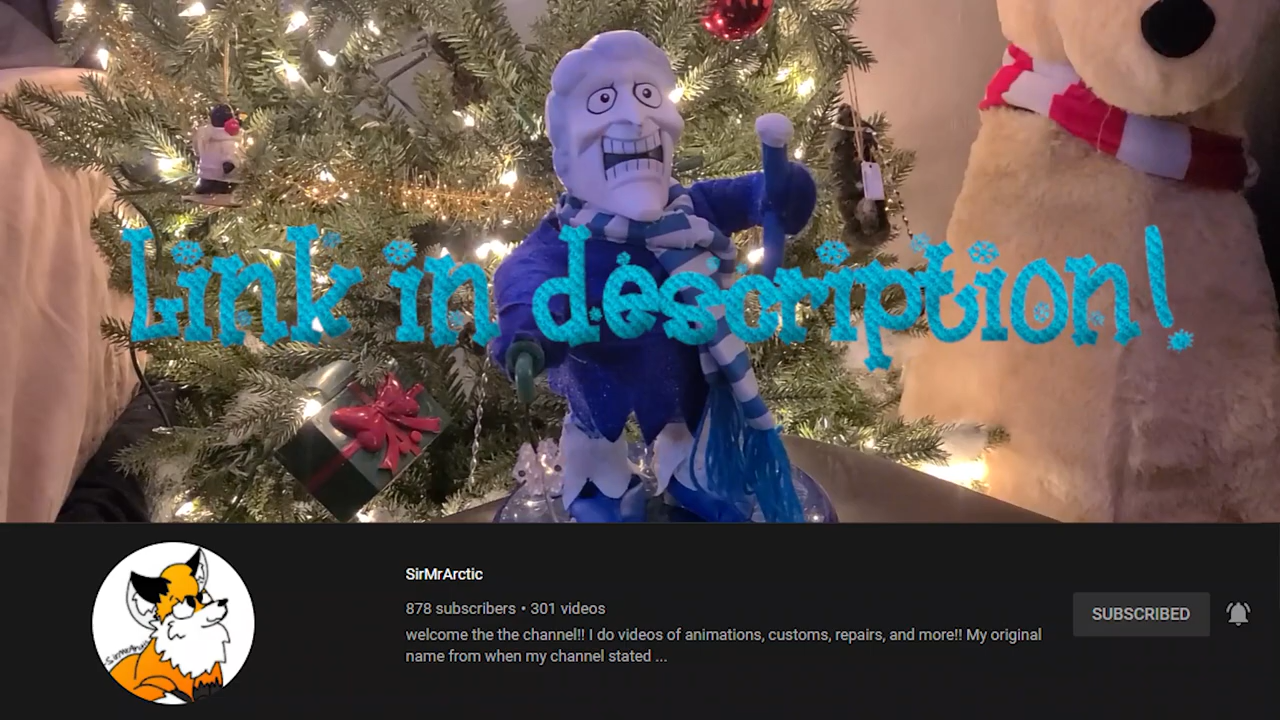 Link in description!
SirMrArctic
878 subscribers • 301 videos
welcome the the channel!! I do videos of animations, customs, repairs, and more!! My original
name from when my channel stated ...
SUBSCRIBED